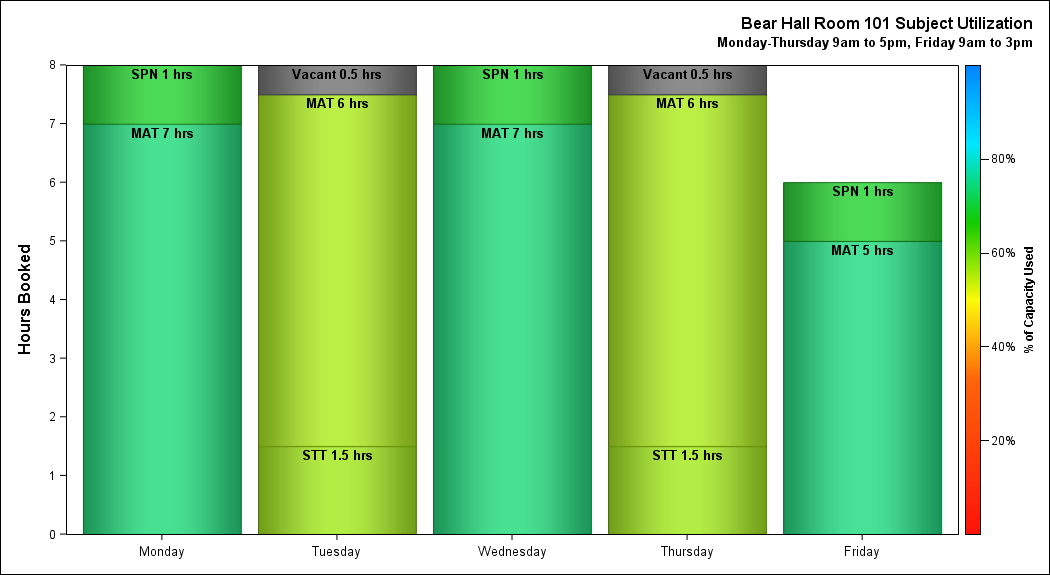 Bear Hall Room 101 Subject Utilization
Monday-Thursday 9am to 5pm, Friday 9am to 3pm
Hours Booked
8
7
6
5
4
3
2
1
0
SPN 1 hrs
MAT 7 hrs
Vacant 0.5 hrs
MAT 6 hrs
STT 1.5 hrs
SPN 1 hrs
MAT 7 hrs
Vacant 0.5 hrs
MAT 6 hrs
STT 1.5 hrs
SPN 1 hrs
MAT 5 hrs
Monday
Tuesday
Wednesday
Thursday
Friday
80%
60%
40%
20%
% of Capacity Used